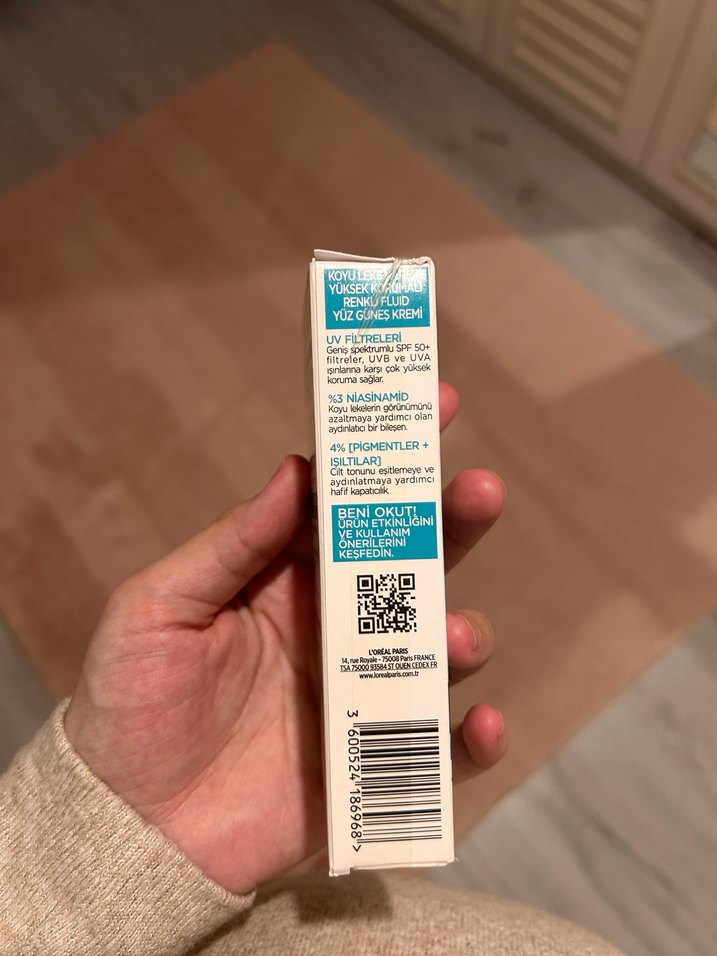 KOYU LEKE
YÜKSEK KORUMALI
RENKLİ FLUID
YÜZ GÜNEŞ KREMİ
UV FİLTRELERİ
Geniş spektrumlu SPF 50+
filtreler, UVB ve UVA
ışınlarına karşı çok yüksek
koruma sağlar.
%3 NİASİNAMİD
Koyu lekelerin görünümünü
azaltmaya yardımcı olan
aydınlatıcı bir bileşen.
4% [PİGMENTLER +
IŞILTILAR]
Cilt tonunu eşitlemeye ve
aydınlatmaya yardımcı
hafif kapatıcılık.
BENİ OKUT!
ÜRÜN ETKİNLİĞİNİ
VE KULLANIM
ÖNERİLERİNİ
KEŞFEDİN.
L'ORÉAL PARIS
14, rue Royale - 75008 Paris FRANCE
TSA 75000 93584 ST OUEN CEDEX FR
www.lorealparis.com.tr
3 600524 186968 >